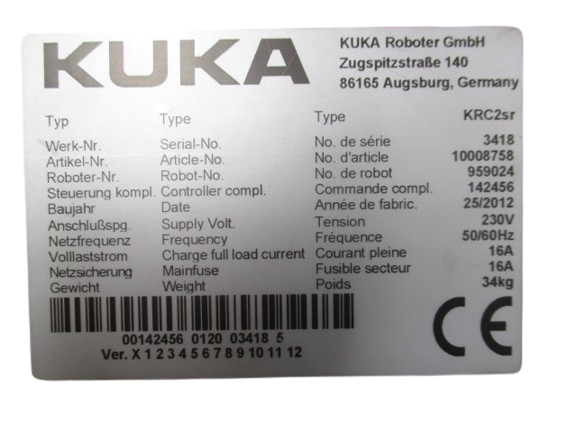 KUKA
KUKA Roboter GmbH
Zugspitzstraße 140
86165 Augsburg, Germany
Typ Type Type KRC2sr
Werk-Nr. Serial-No. No. de série 3418
Artikel-Nr. Article-No. No. d'article 10008758
Roboter-Nr. Robot-No. No. de robot 959024
Steuerung kompl. Controller compl. Commande compl. 142456
Baujahr Date Année de fabric. 25/2012
Anschlußspg. Supply Volt. Tension 230V
Netzfrequenz Frequency Fréquence 50/60Hz
Volllaststrom Charge full load current Courant pleine 16A
Netzsicherung Mainfuse Fusible secteur 16A
Gewicht Weight Poids 34kg
00142456 0120 03418 5
Ver. X 1 2 3 4 5 6 7 8 9 10 11 12
CE